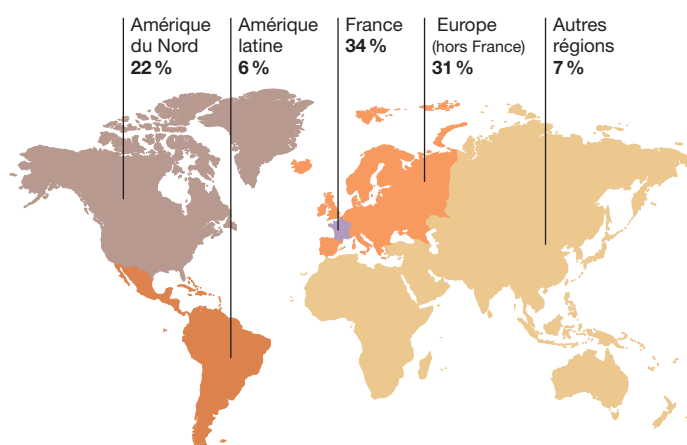 Amérique
du Nord
22 %
Amérique
latine
6 %
France
34 %
Europe
(hors France)
31 %
Autres
régions
7 %